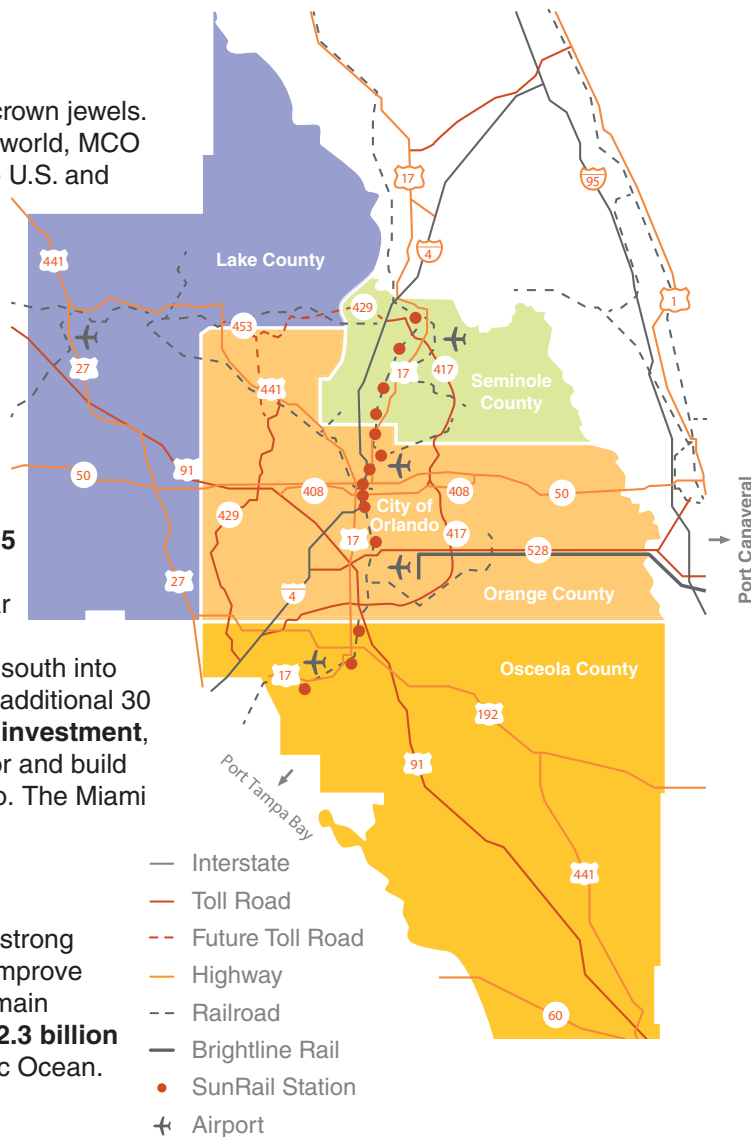 crown jewels.
world, MCO
U.S. and
5
r
south into
additional 30
investment,
or and build
o. The Miami
strong
mprove
main
2.3 billion
c Ocean.
17
95
4
441
Lake County
1
429
453
27
17
417
Seminole
County
441
91
50
408
408
50
City of
Orlando
429
417
17
528
Port Canaveral
27
4
Orange County
Osceola County
17
192
91
Port Tampa Bay
441
60
Interstate
Toll Road
Future Toll Road
Highway
Railroad
Brightline Rail
SunRail Station
Airport